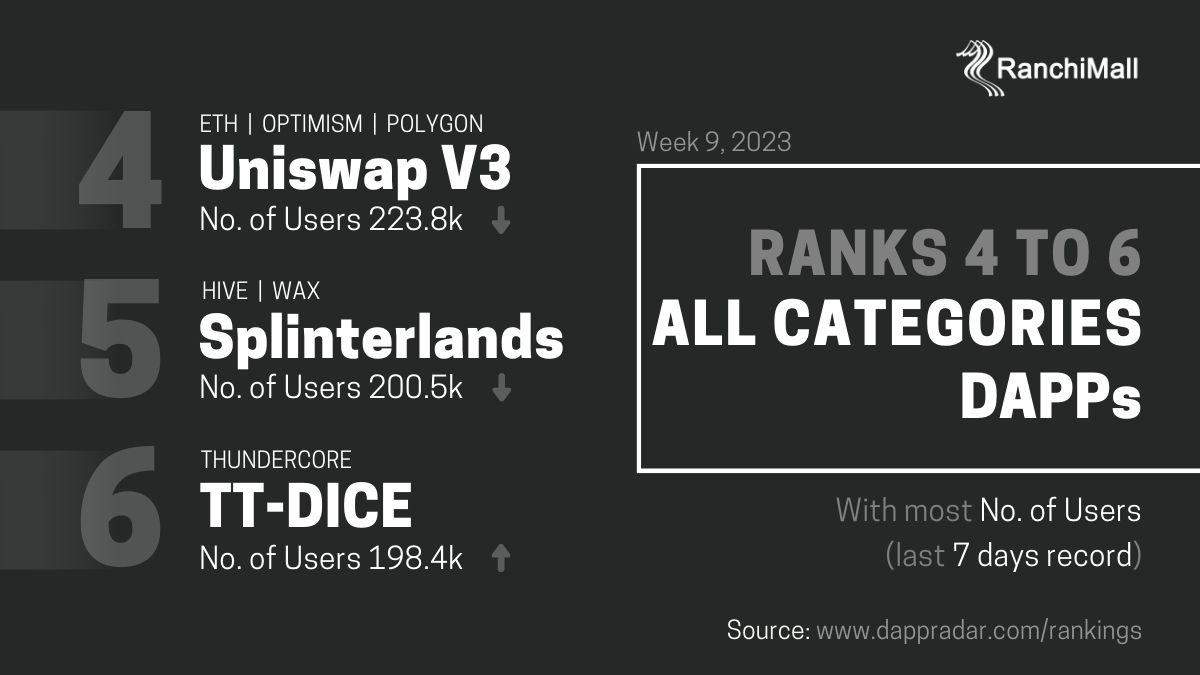 RanchiMall
4
ETH | OPTIMISM | POLYGON
Uniswap V3
No. of Users 223.8k
5
HIVE | WAX
Splinterlands
No. of Users 200.5k
6
THUNDERCORE
TT-DICE
No. of Users 198.4k
Week 9, 2023
RANKS 4 TO 6
ALL CATEGORIES
DAPPs
With most No. of Users
(last 7 days record)
Source: www.dappradar.com/rankings